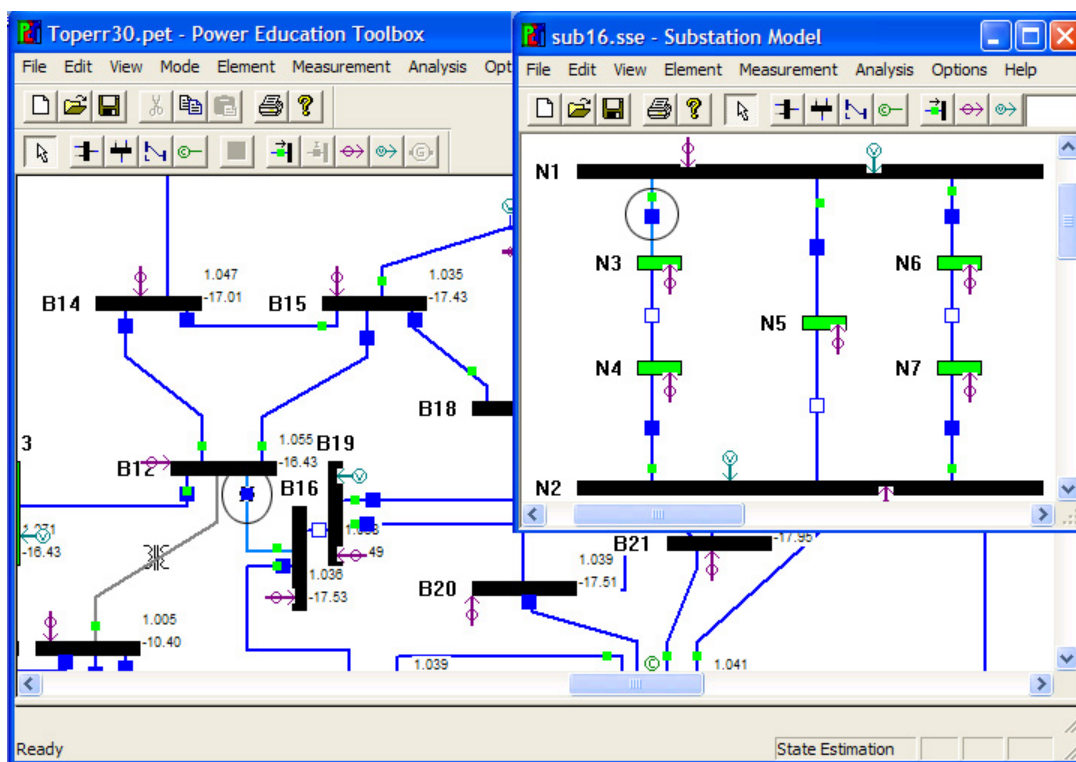 Toperr30.pet - Power Education Toolbox
File Edit View Mode Element Measurement Analysis Opt
sub16.sse - Substation Model
File Edit View Element Measurement Analysis Options Help
N1
N3
N6
N5
N4
N7
N2
1.047
-17.01
B14
1.035
-17.43
B15
B18
3
B12
1.055
-16.43
B19
B16
-16.43
49
1.036
-17.53
B20
1.039
-17.51
B21
-17.95
1.005
-10.40
1.039
1.041
Ready
State Estimation